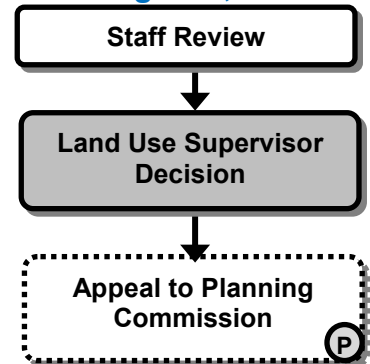 Staff Review
Land Use Supervisor
Decision
Appeal to Planning
Commission
P